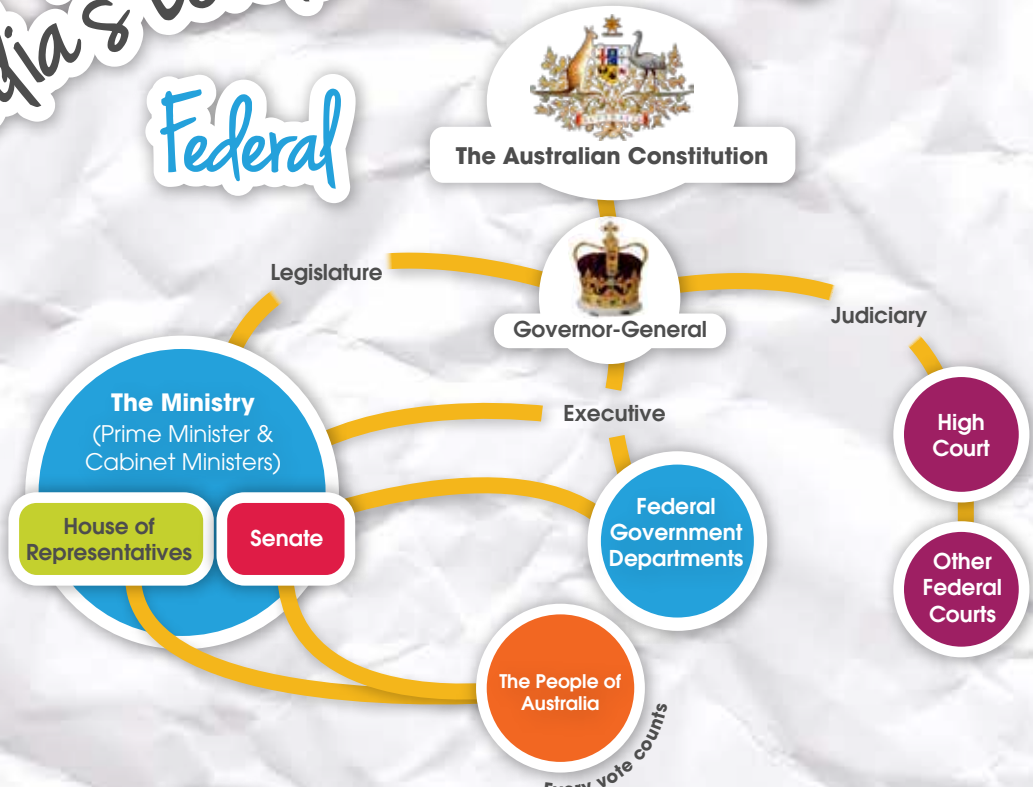 Federal
The Australian Constitution
Legislature
Governor-General
Judiciary
The Ministry
(Prime Minister &
Cabinet Ministers)
Executive
High
Court
House of
Representatives
Senate
Federal
Government
Departments
Other
Federal
Courts
The People of
Australia
Every vote counts